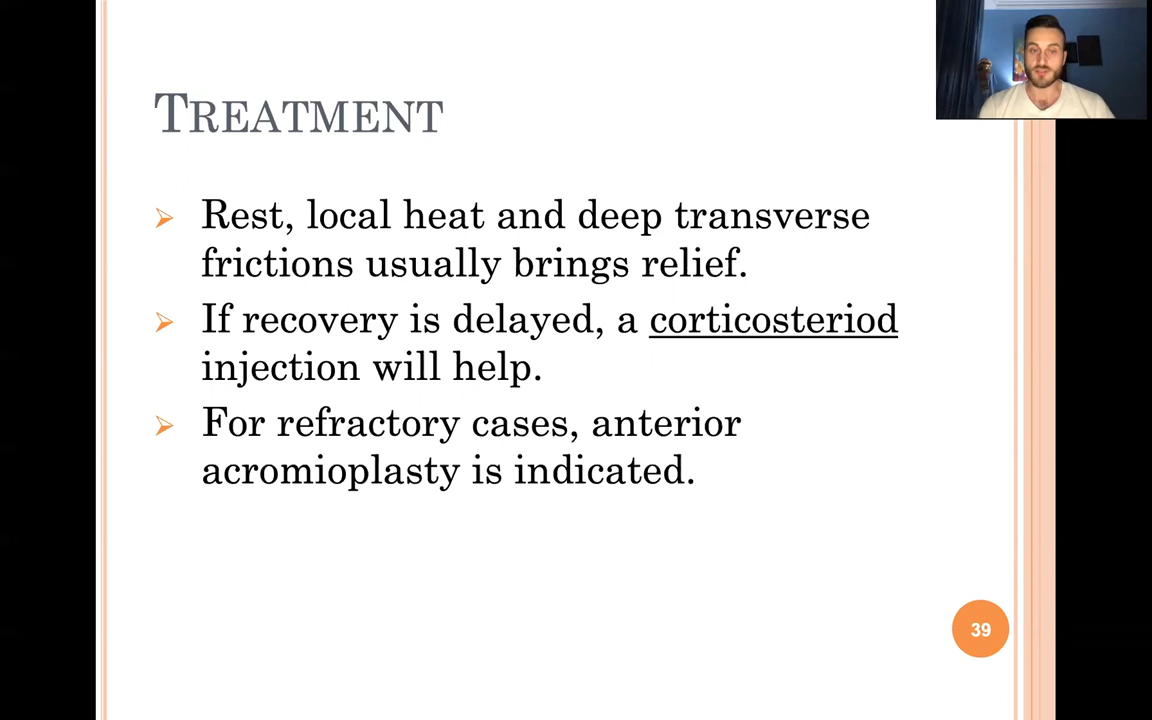 TREATMENT
Rest, local heat and deep transverse
frictions usually brings relief.
If recovery is delayed, a corticosteriod
injection will help.
For refractory cases, anterior
acromioplasty is indicated.
39